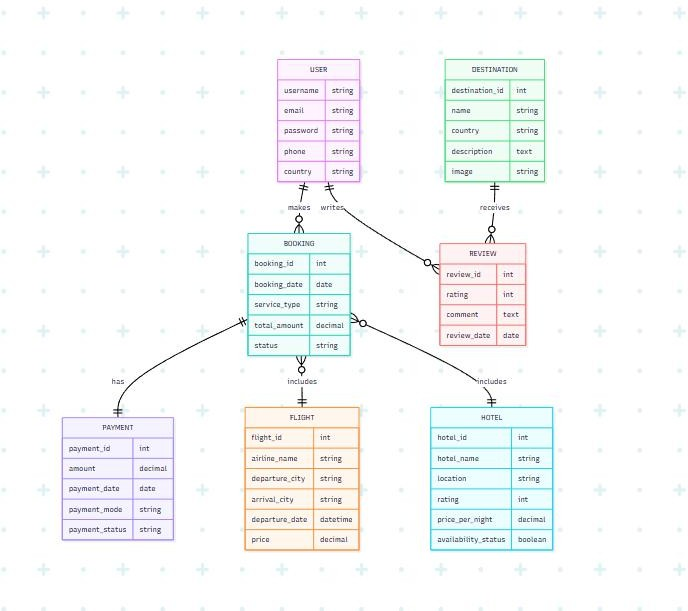 USER
username string
email string
password string
phone string
country string
DESTINATION
destination_id int
name string
country string
description text
image string
makes
writes
receives
BOOKING
booking_id int
booking_date date
service_type string
total_amount decimal
status string
REVIEW
review_id int
rating int
comment text
review_date date
has
includes
includes
PAYMENT
payment_id int
amount decimal
payment_date date
payment_mode string
payment_status string
FLIGHT
flight_id int
airline_name string
departure_city string
arrival_city string
departure_date datetime
price decimal
HOTEL
hotel_id int
hotel_name string
location string
rating int
price_per_night decimal
availability_status boolean